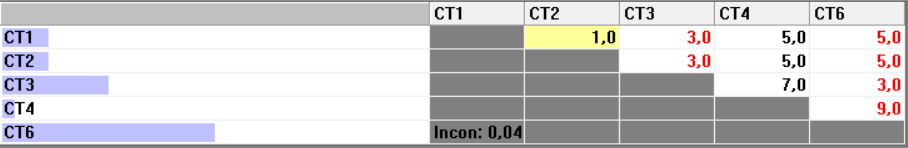 CT1 CT2 CT3 CT4 CT6
CT1 1,0 3,0 5,0 5,0
CT2 3,0 5,0 5,0
CT3 7,0 3,0
CT4 9,0
CT6 Incon: 0,04